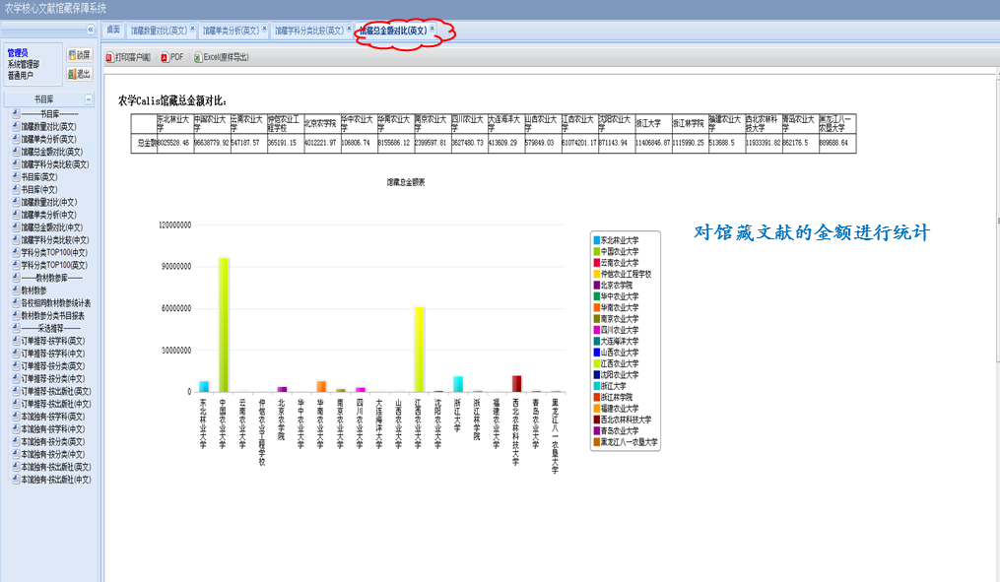 农学核心文献馆藏保障系统
«
桌面
馆藏数量对比(英文)
馆藏单类分析(英文)
馆藏学科分类比较(英文)
馆藏总金额对比(英文)
管理员
系统管理部
普通用户
锁屏
退出
打印[客户端]
PDF
Excel(原样导出)
书目库
---------书目库--------
馆藏数量对比(英文)
馆藏单类分析(英文)
馆藏总金额对比(英文)
馆藏学科分类比较(英文)
书目库(英文)
书目库(中文)
馆藏数量对比(中文)
馆藏单类分析(中文)
馆藏总金额对比(中文)
馆藏学科分类比较(中文)
学科分类TOP100(中文)
学科分类TOP100(英文)
-------教材教参库-------
教材教参
各校相同教材教参统计表
教材教参分类书目报表
--------采选推荐--------
订单推荐-按学科(英文)
订单推荐-按学科(中文)
订单推荐-按分类(英文)
订单推荐-按分类(中文)
订单推荐-按出版社(英文)
订单推荐-按出版社(中文)
本馆独有-按学科(英文)
本馆独有-按学科(中文)
本馆独有-按分类(英文)
本馆独有-按分类(中文)
本馆独有-按出版社(英文)
本馆独有-按出版社(中文)
农学Calis馆藏总金额对比:
东北林业大学 中国农业大学 云南农业大学 仲恺农业工程学校 北京农学院 华中农业大学 华南农业大学 南京农业大学 四川农业大学 大连海洋大学 山西农业大学 江西农业大学 沈阳农业大学 浙江大学 浙江林学院 福建农业大学 西北农林科技大学 青岛农业大学 黑龙江八一农垦大学
总金额 8025528.46 96638779.92 547187.57 365191.15 4012221.97 106806.74 8155686.12 2399597.81 3627480.73 413609.29 579849.03 61074201.17 871143.94 11406846.87 1115990.25 513688.5 11933391.82 862176.5 889688.64
馆藏总金额表
120000000
90000000
60000000
30000000
0
东北林业大学
中国农业大学
云南农业大学
仲恺农业工程学校
北京农学院
华中农业大学
华南农业大学
南京农业大学
四川农业大学
大连海洋大学
山西农业大学
江西农业大学
沈阳农业大学
浙江大学
浙江林学院
福建农业大学
西北农林科技大学
青岛农业大学
黑龙江八一农垦大学
东北林业大学
中国农业大学
云南农业大学
仲恺农业工程学校
北京农学院
华中农业大学
华南农业大学
南京农业大学
四川农业大学
大连海洋大学
山西农业大学
江西农业大学
沈阳农业大学
浙江大学
浙江林学院
福建农业大学
西北农林科技大学
青岛农业大学
黑龙江八一农垦大学
对馆藏文献的金额进行统计